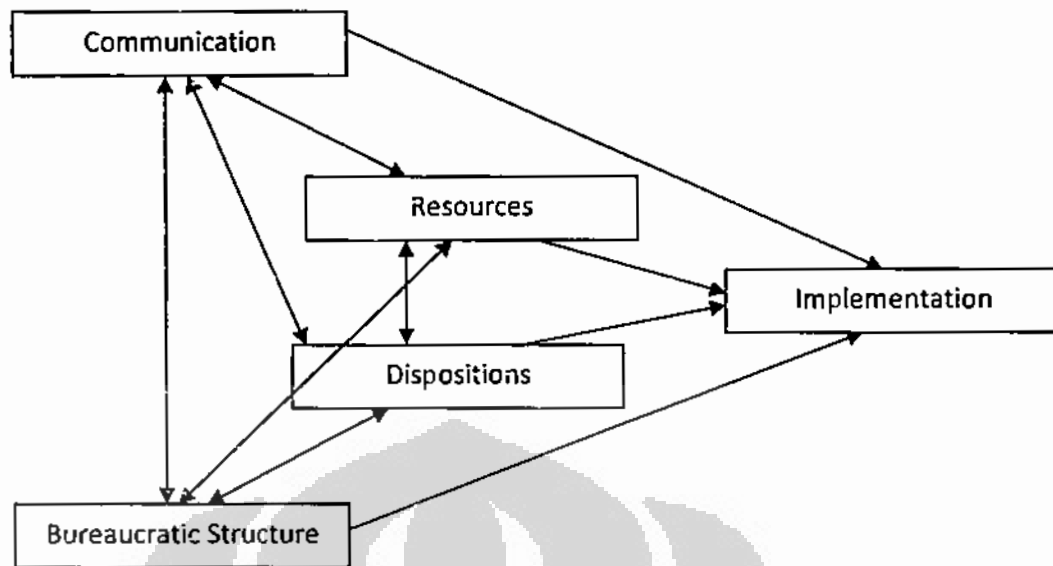 Communication
Resources
Implementation
Dispositions
Bureaucratic Structure